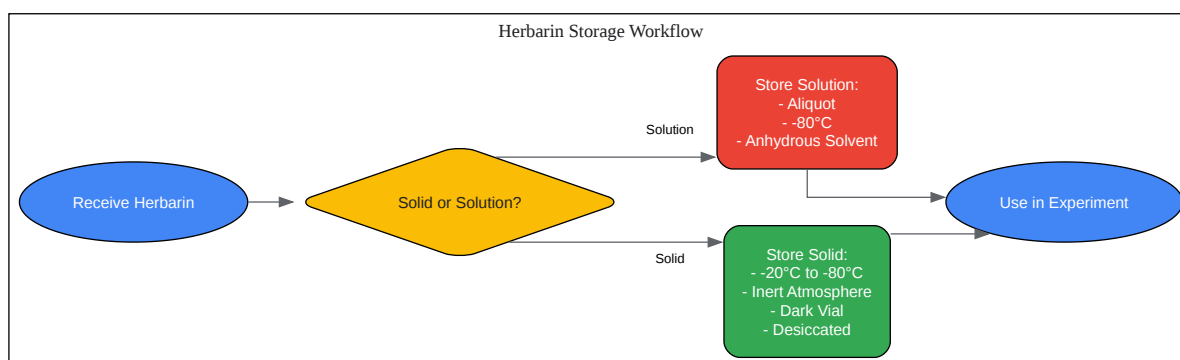 Herbarin Storage Workflow
Receive Herbarin
Solid or Solution?
Solution
Store Solution:
- Aliquot
- -80°C
- Anhydrous Solvent
Solid
Store Solid:
- -20°C to -80°C
- Inert Atmosphere
- Dark Vial
- Desiccated
Use in Experiment